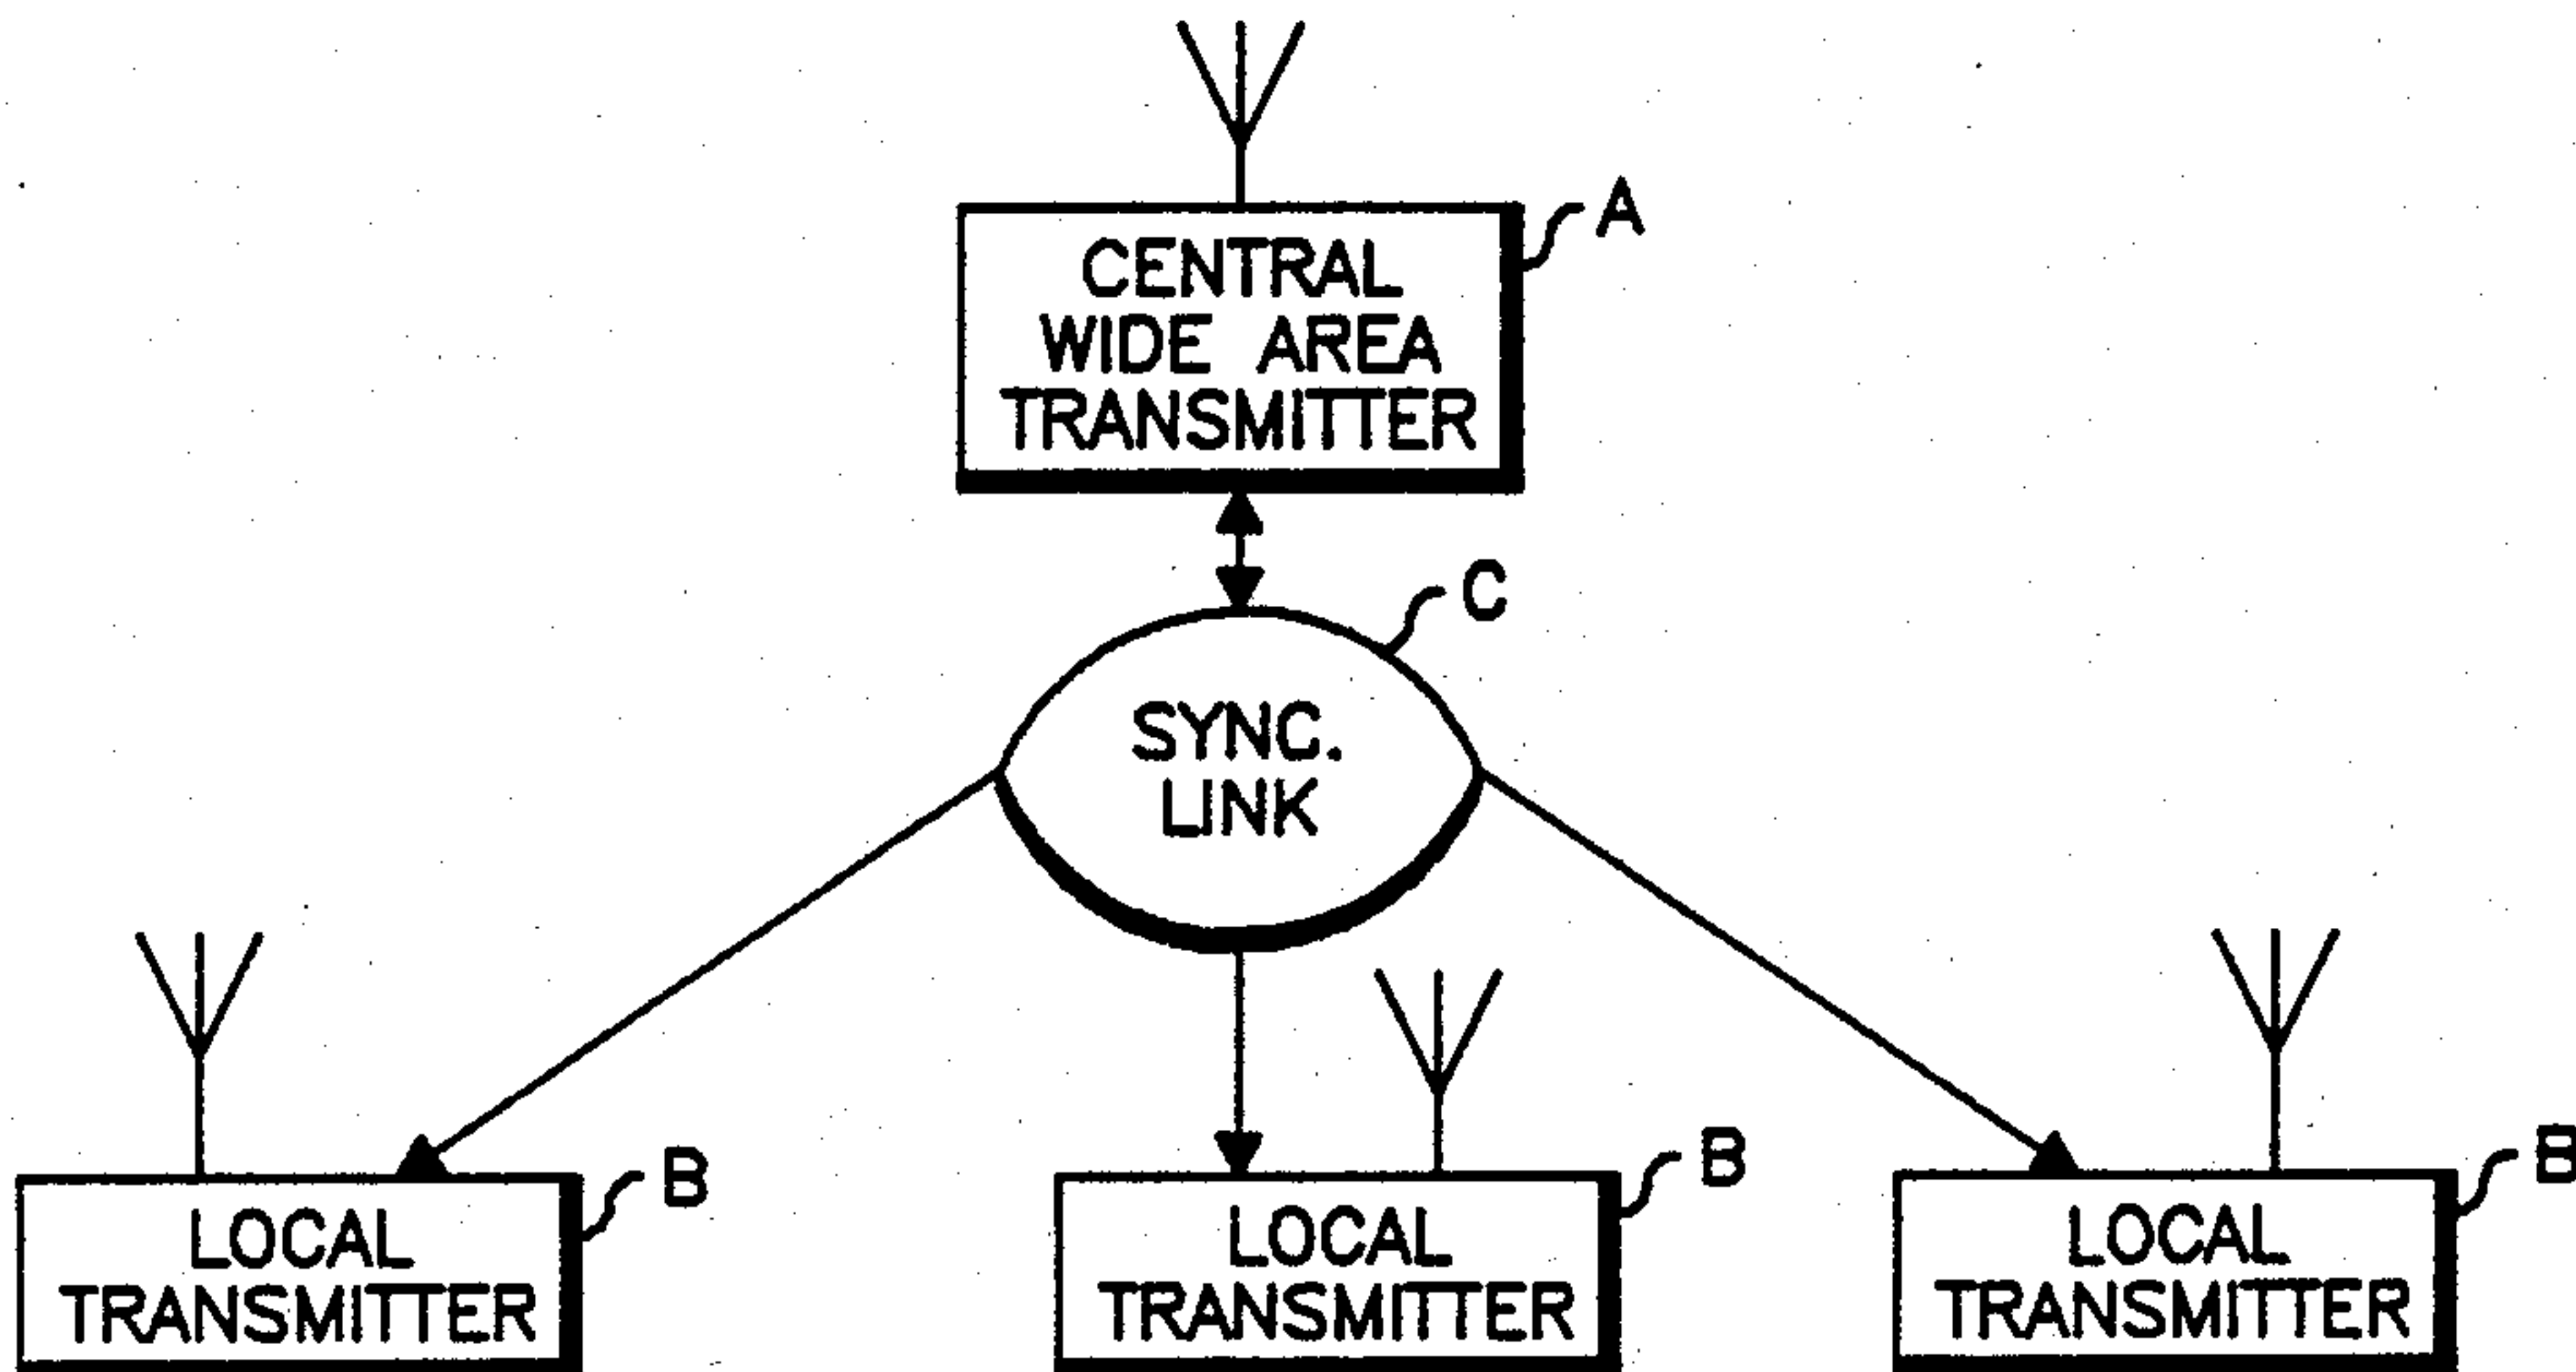 A
CENTRAL
WIDE AREA
TRANSMITTER
C
SYNC.
LINK
B
LOCAL
TRANSMITTER
B
LOCAL
TRANSMITTER
B
LOCAL
TRANSMITTER